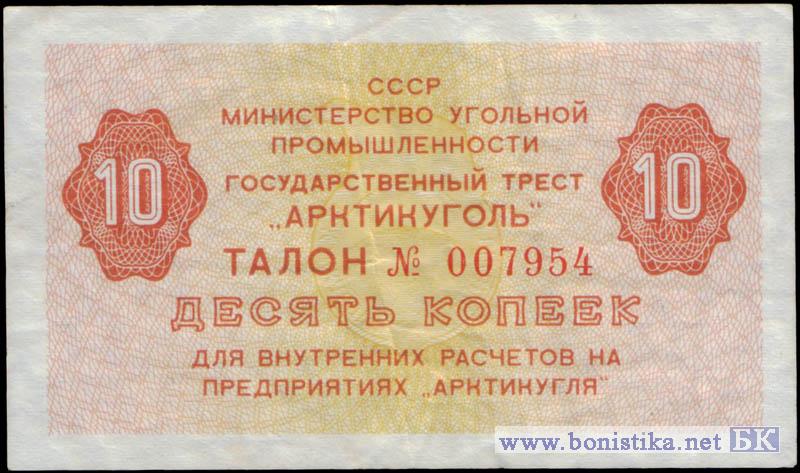 СССР
МИНИСТЕРСТВО УГОЛЬНОЙ
ПРОМЫШЛЕННОСТИ
ГОСУДАРСТВЕННЫЙ ТРЕСТ
„АРКТИКУГОЛЬ"
10 10
ТАЛОН № 007954
ДЕСЯТЬ КОПЕЕК
ДЛЯ ВНУТРЕННИХ РАСЧЕТОВ НА
ПРЕДПРИЯТИЯХ „АРКТИКУГЛЯ"
www.bonistika.net БК